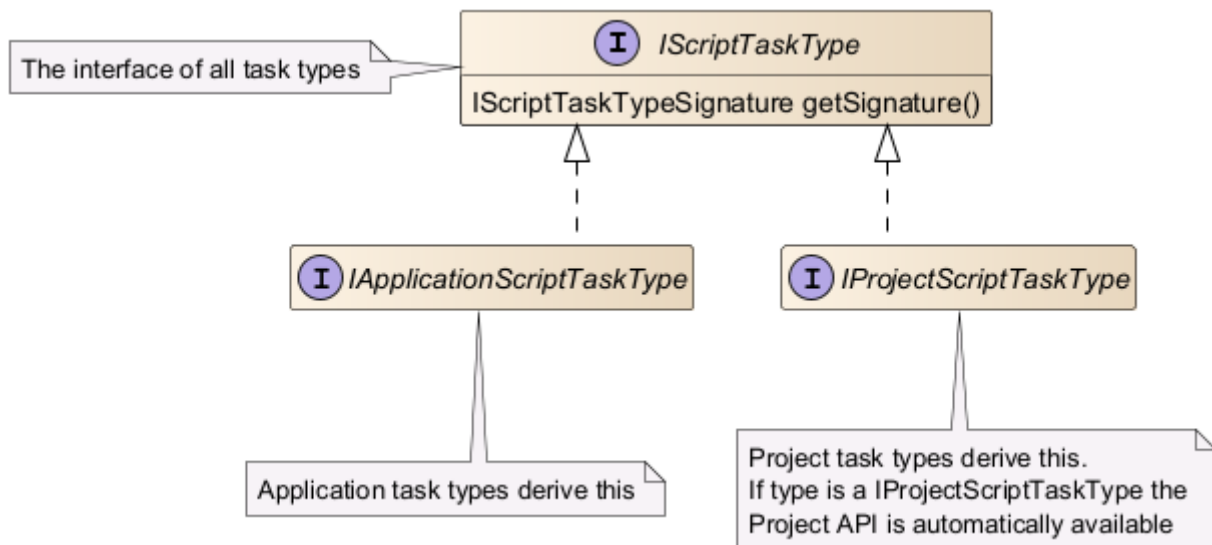 I IScriptTaskType
The interface of all task types
IScriptTaskTypeSignature getSignature()
I IApplicationScriptTaskType
I IProjectScriptTaskType
Application task types derive this
Project task types derive this.
If type is a IProjectScriptTaskType the
Project API is automatically available